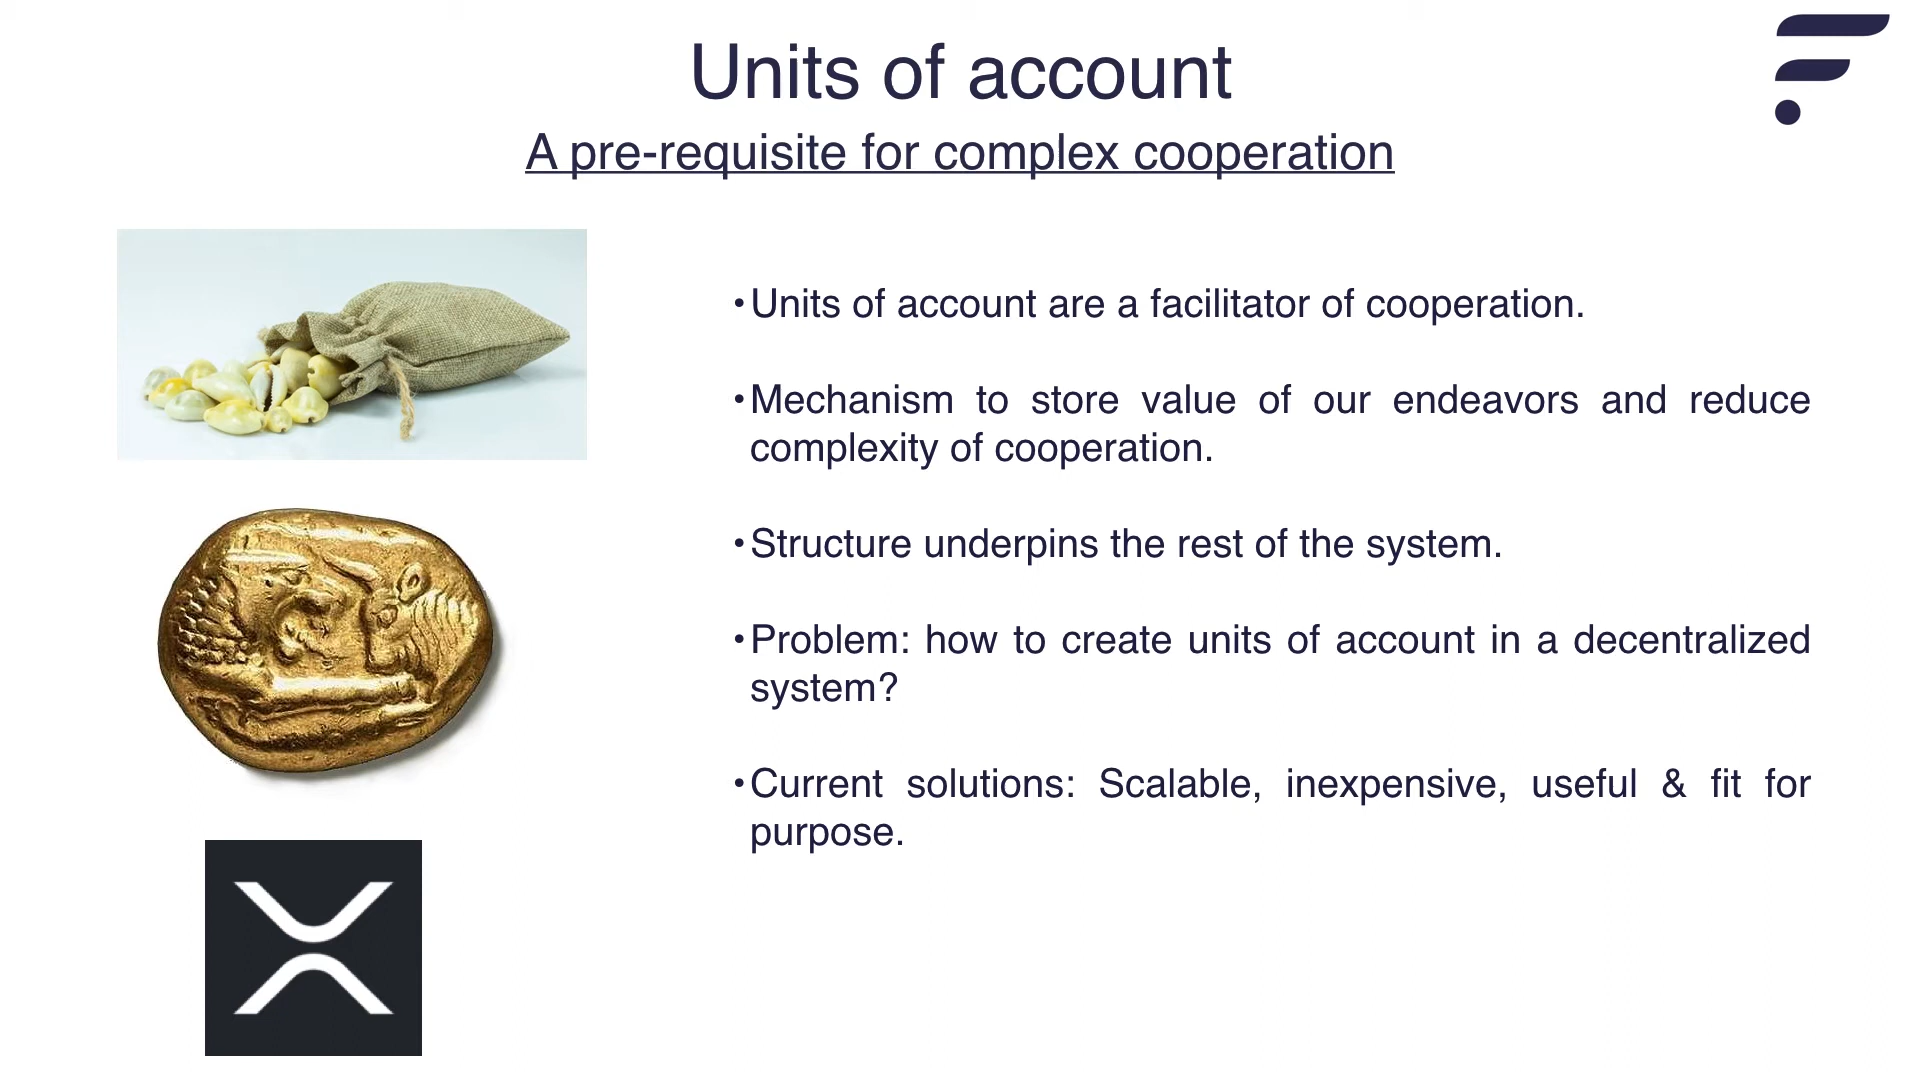 Units of account
A pre-requisite for complex cooperation
•Units of account are a facilitator of cooperation.
•Mechanism to store value of our endeavors and reduce
complexity of cooperation.
•Structure underpins the rest of the system.
•Problem: how to create units of account in a decentralized
system?
•Current solutions: Scalable, inexpensive, useful & fit for
purpose.